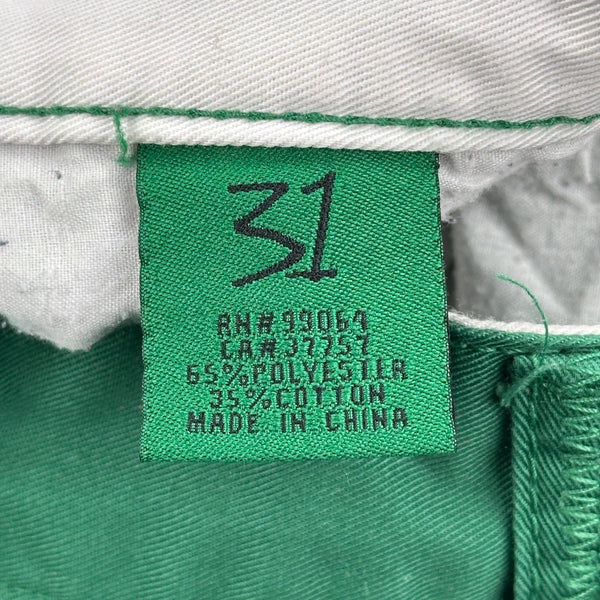 31
RN#99064
CA#37757
65%POLYESTER
35%COTTON
MADE IN CHINA